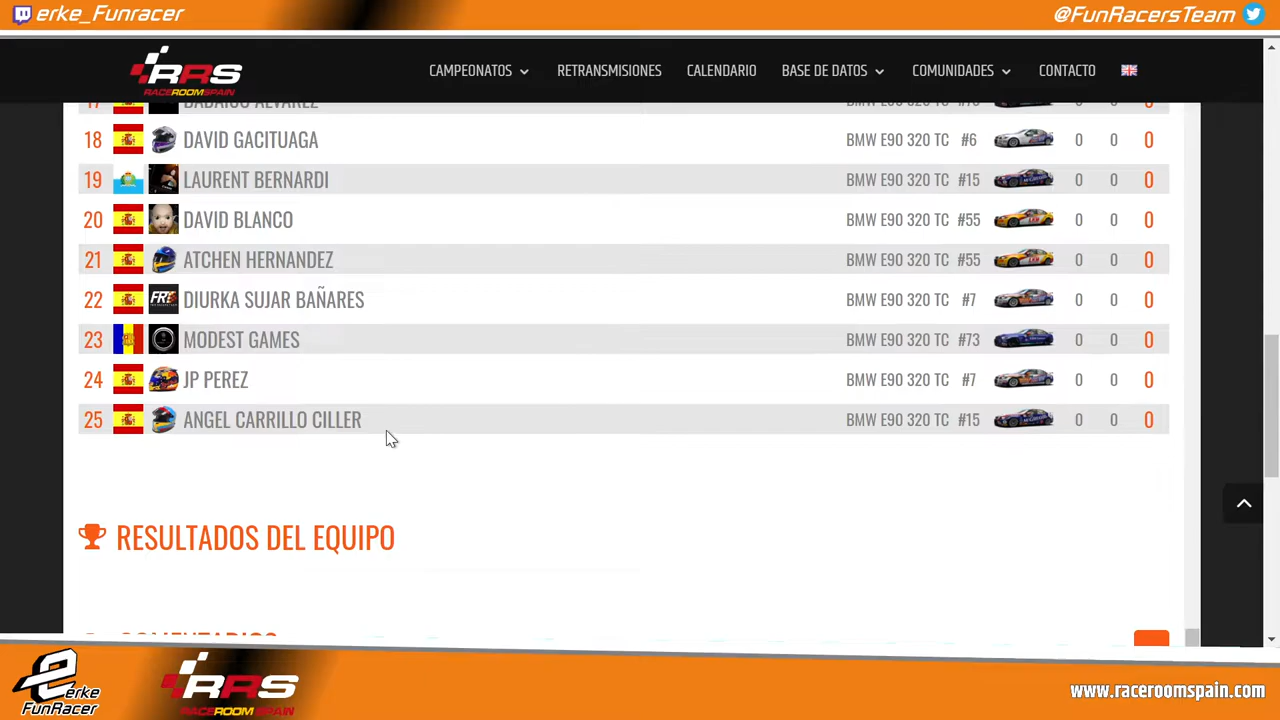 erke_Funracer
@FunRacersTeam
RRS
RACEROOMSPAIN
CAMPEONATOS RETRANSMISIONES CALENDARIO BASE DE DATOS COMUNIDADES CONTACTO
18 DAVID GACITUAGA BMW E90 320 TC #6 0 0 0
19 LAURENT BERNARDI BMW E90 320 TC #15 0 0 0
20 DAVID BLANCO BMW E90 320 TC #55 0 0 0
21 ATCHEN HERNANDEZ BMW E90 320 TC #55 0 0 0
22 FRS DIURKA SUJAR BAÑARES BMW E90 320 TC #7 0 0 0
23 MODEST GAMES BMW E90 320 TC #73 0 0 0
24 JP PEREZ BMW E90 320 TC #7 0 0 0
25 ANGEL CARRILLO CILLER BMW E90 320 TC #15 0 0 0
RESULTADOS DEL EQUIPO
erke
FunRacer
RRS
RACEROOM SPAIN
www.raceroomspain.com